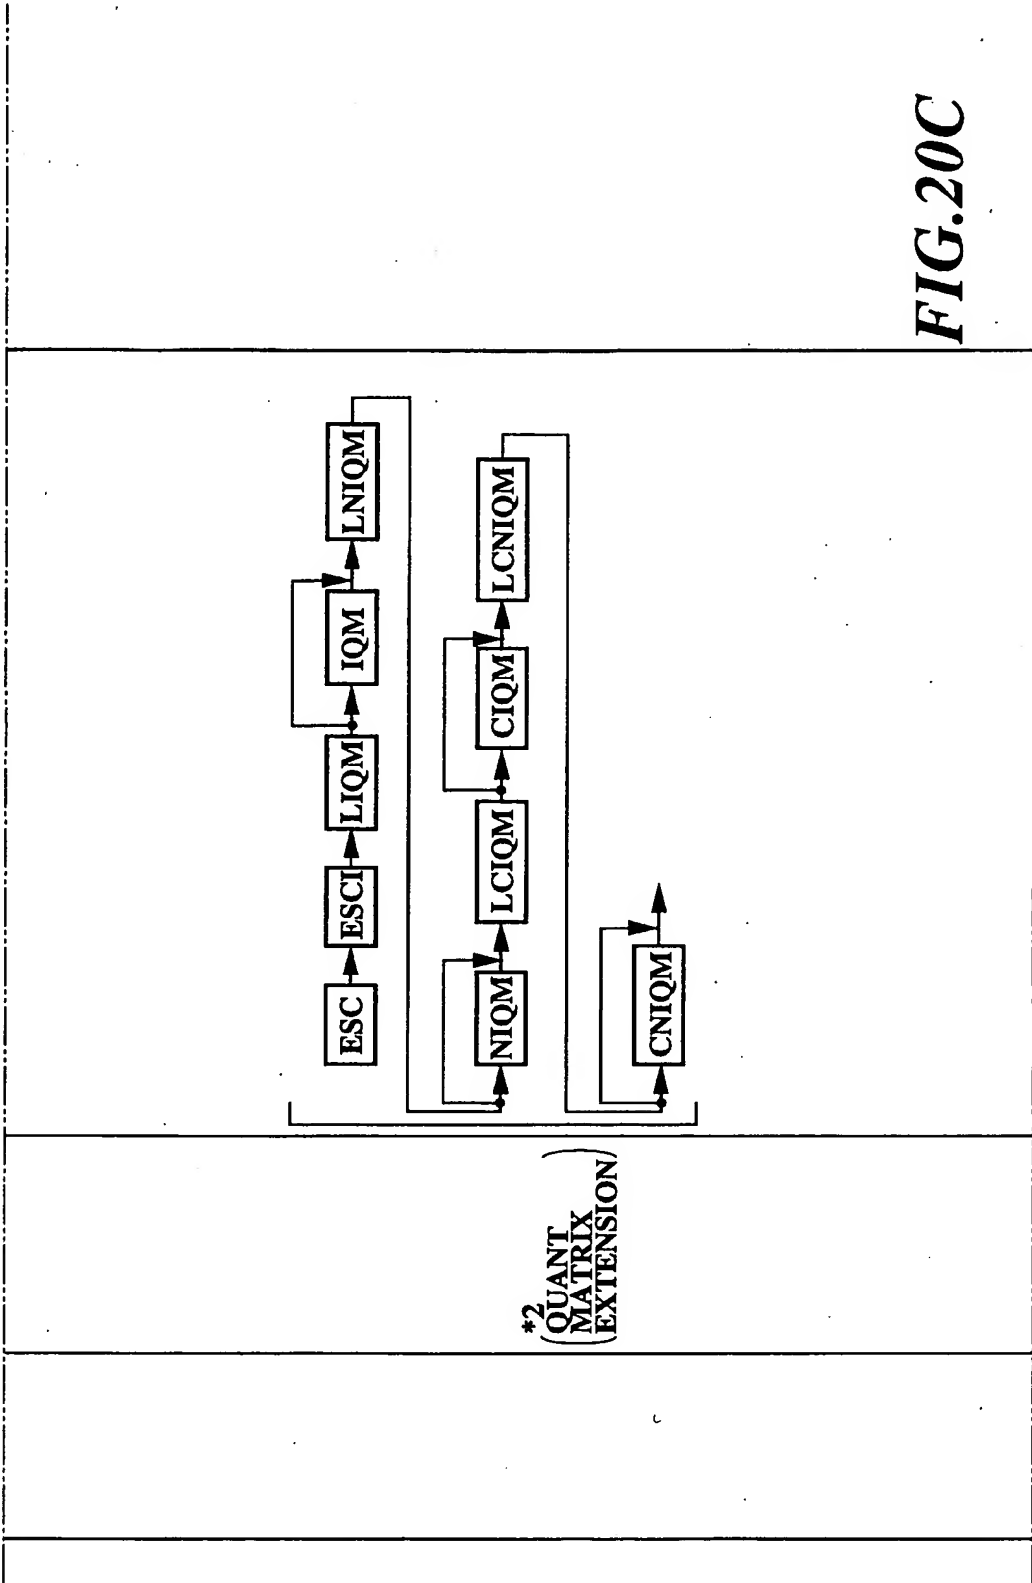 *2
(QUANT
MATRIX
EXTENSION)
ESC
ESCI
LIQM
IQM
LNIQM
NIQM
LCIQM
CIQM
LCNIQM
CNIQM
FIG.20C